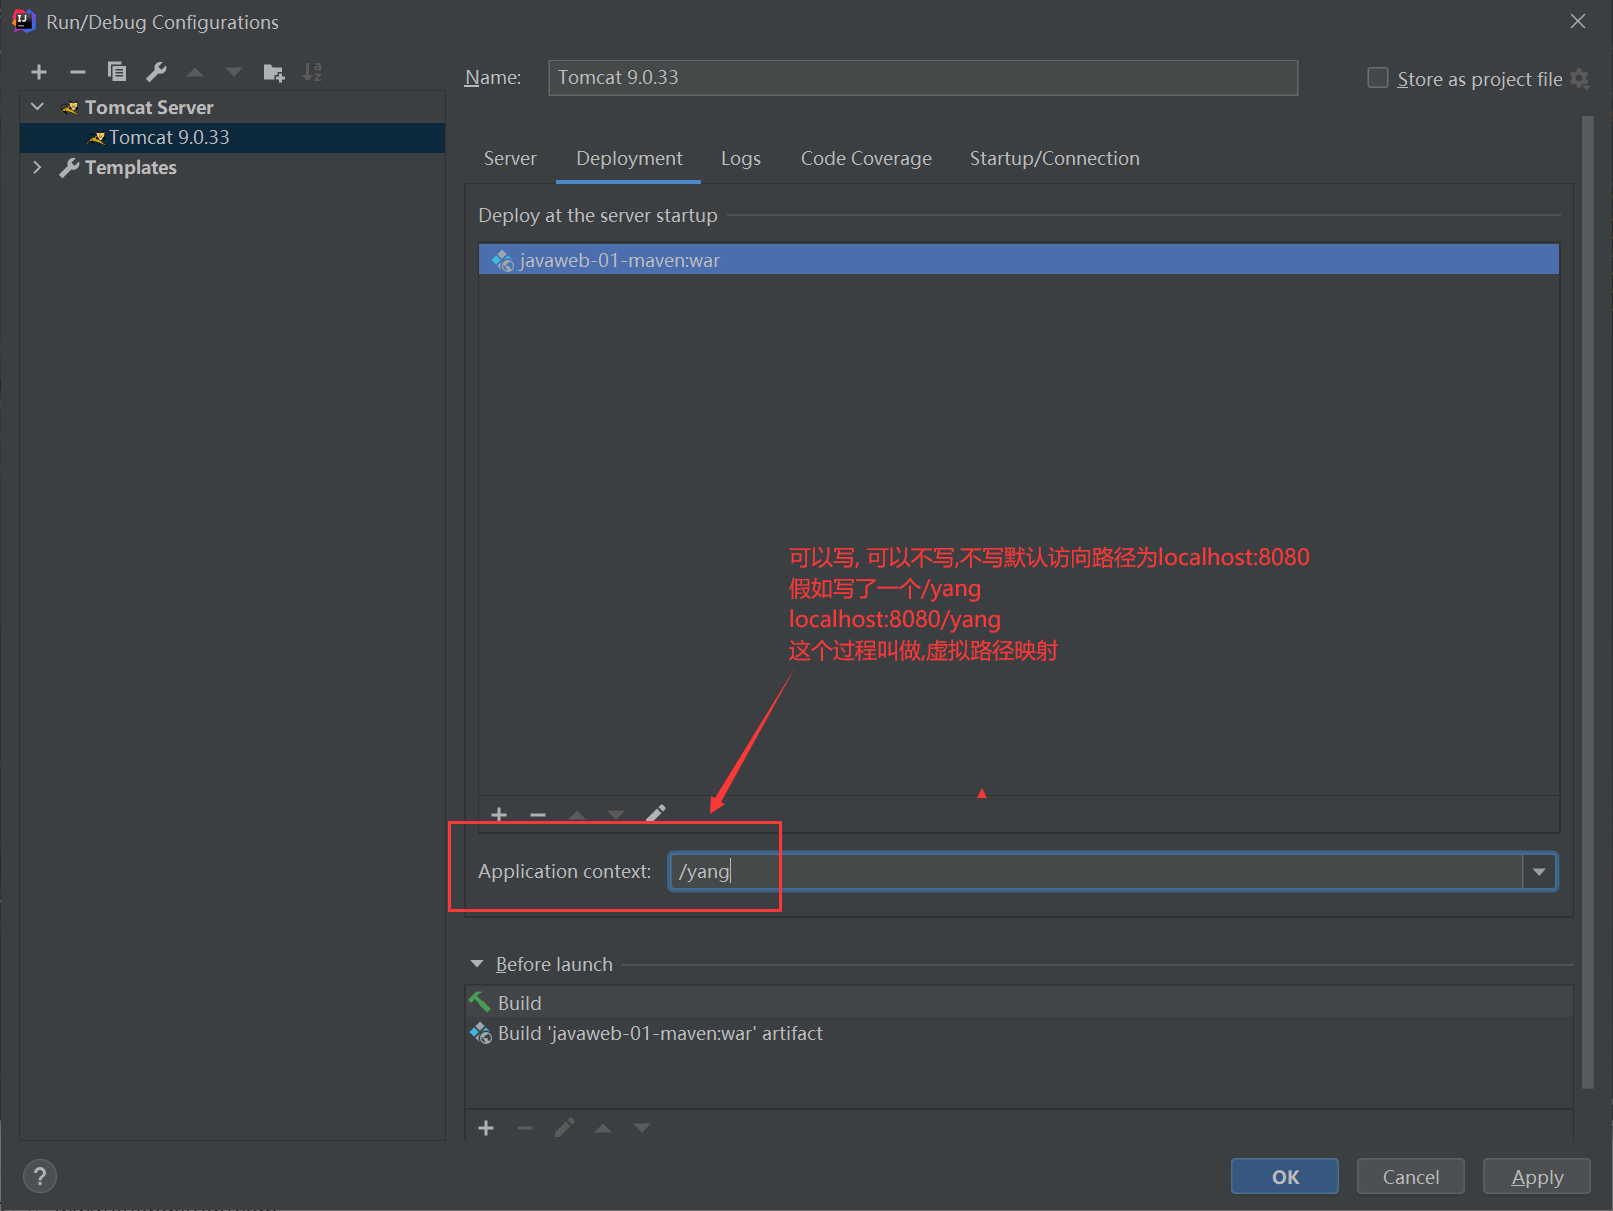 Run/Debug Configurations
Name:
Tomcat 9.0.33
Store as project file
Tomcat Server
Tomcat 9.0.33
Templates
Server
Deployment
Logs
Code Coverage
Startup/Connection
Deploy at the server startup
javaweb-01-maven:war
可以写, 可以不写,不写默认访向路径为localhost:8080
假如写了一个/yang
localhost:8080/yang
这个过程叫做,虚拟路径映射
Application context:
/yang
Before launch
Build
Build 'javaweb-01-maven:war' artifact
?
OK
Cancel
Apply